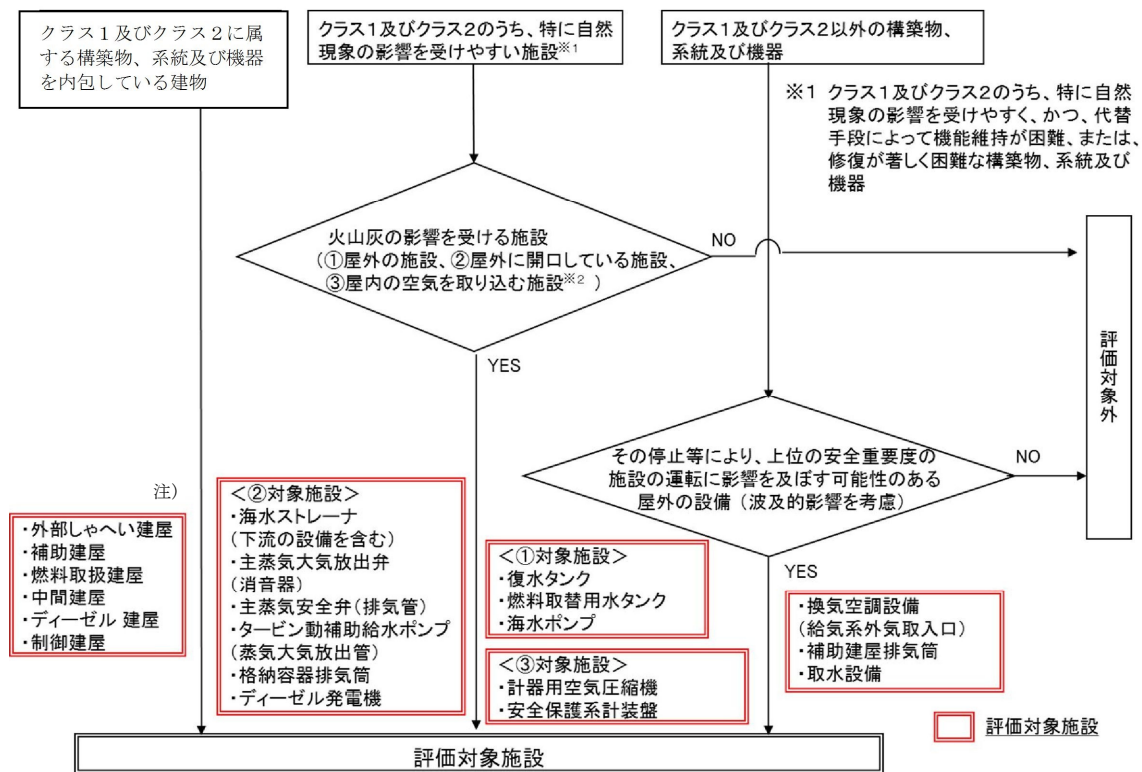 クラス1及びクラス2に属
する構築物、系統及び機器
を内包している建物
クラス1及びクラス2のうち、特に自然
現象の影響を受けやすい施設※1
クラス1及びクラス2以外の構築物、
系統及び機器
※1 クラス1及びクラス2のうち、特に自然
現象の影響を受けやすく、かつ、代替
手段によって機能維持が困難、または、
修復が著しく困難な構築物、系統及び
機器
火山灰の影響を受ける施設
(①屋外の施設、②屋外に開口している施設、
③屋内の空気を取り込む施設※2 )
NO
YES
評価対象外
その停止等により、上位の安全重要度の
施設の運転に影響を及ぼす可能性のある
屋外の設備(波及的影響を考慮)
NO
YES
注)
・外部しゃへい建屋
・補助建屋
・燃料取扱建屋
・中間建屋
・ディーゼル 建屋
・制御建屋
<②対象施設>
・海水ストレーナ
(下流の設備を含む)
・主蒸気大気放出弁
(消音器)
・主蒸気安全弁(排気管)
・タービン動補助給水ポンプ
(蒸気大気放出管)
・格納容器排気筒
・ディーゼル発電機
<①対象施設>
・復水タンク
・燃料取替用水タンク
・海水ポンプ
<③対象施設>
・計器用空気圧縮機
・安全保護系計装盤
・換気空調設備
(給気系外気取入口)
・補助建屋排気筒
・取水設備
評価対象施設
評価対象施設